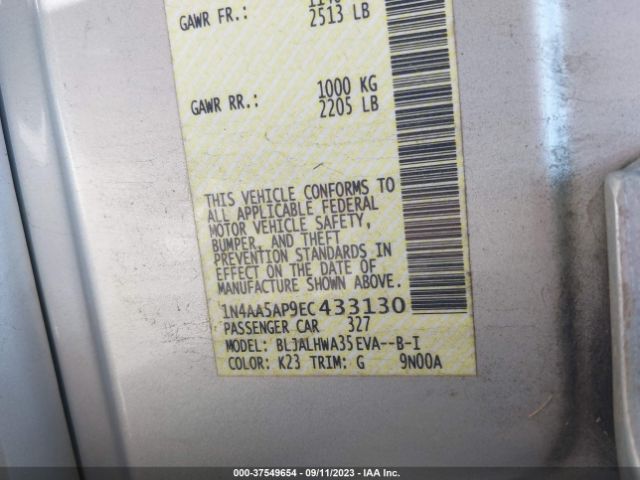 GAWR FR.:
2513 LB
1000 KG
GAWR RR.:
2205 LB
THIS VEHICLE CONFORMS TO
ALL APPLICABLE FEDERAL
MOTOR VEHICLE SAFETY,
BUMPER, AND THEFT
PREVENTION STANDARDS IN
EFFECT ON THE DATE OF
MANUFACTURE SHOWN ABOVE.
1N4AA5AP9EC433130
PASSENGER CAR 327
MODEL: BLJALHWA35EVA--B-I
COLOR: K23 TRIM: G 9N00A
000-37549654 - 09/11/2023 - IAA Inc.